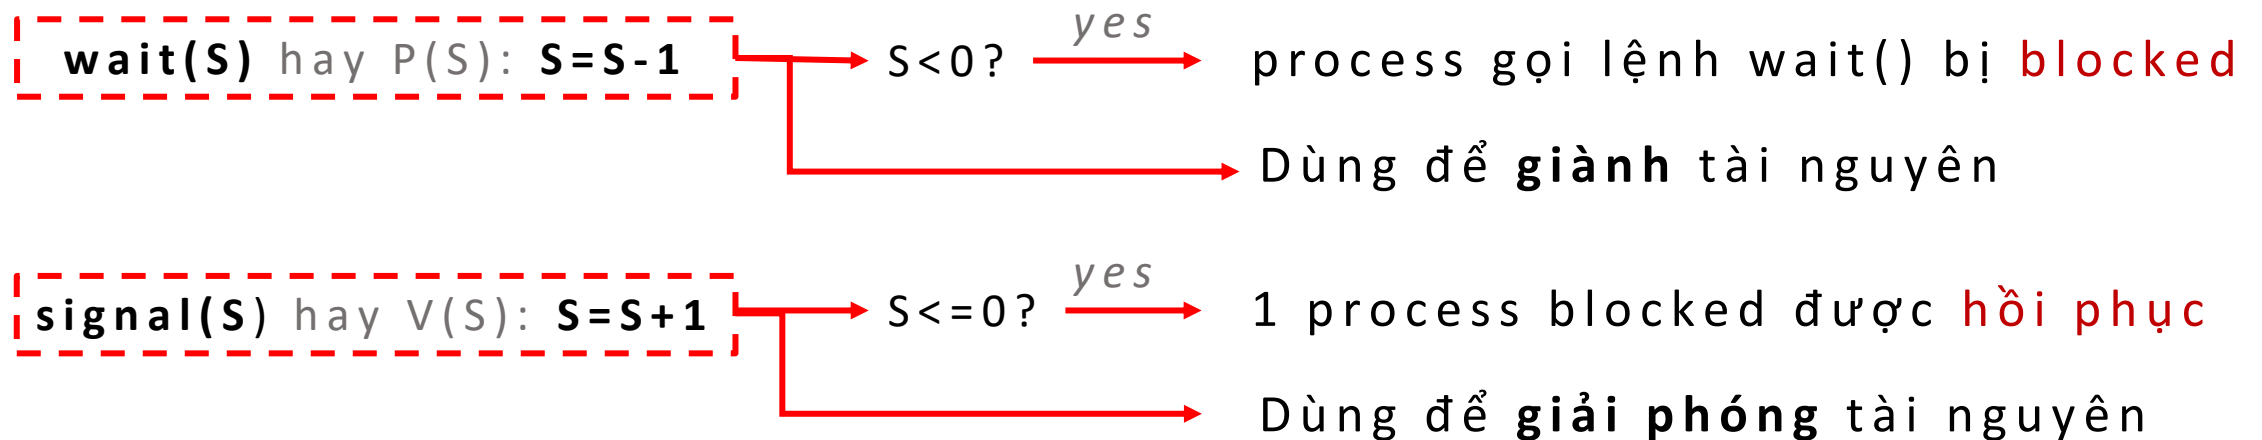 yes
wait(S) hay P(S): S=S-1 S<0? process gọi lệnh wait() bị blocked
Dùng để giành tài nguyên
yes
signal(S) hay V(S): S=S+1 S<=0? 1 process blocked được hồi phục
Dùng để giải phóng tài nguyên